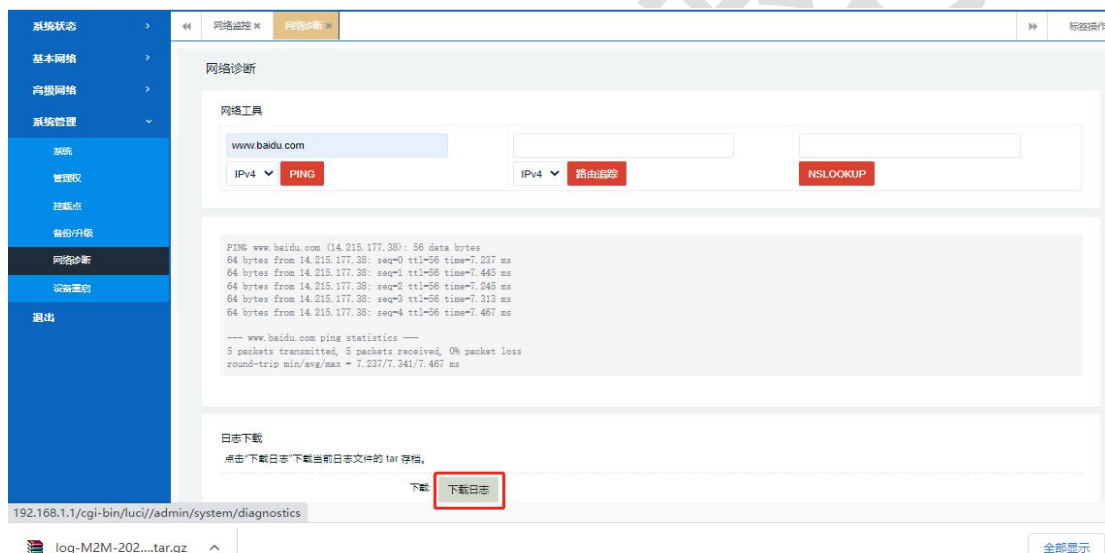 系统状态
基本网络
高级网络
系统管理
系统
管理权
挂载点
备份/升级
网络诊断
设备重启
退出
网络监控
网络诊断
标签操作
网络诊断
网络工具
www.baidu.com
IPv4 PING
IPv4 路由追踪
NSLOOKUP
PING www.baidu.com (14.215.177.38): 56 data bytes
64 bytes from 14.215.177.38: seq=0 ttl=56 time=7.237 ms
64 bytes from 14.215.177.38: seq=1 ttl=56 time=7.445 ms
64 bytes from 14.215.177.38: seq=2 ttl=56 time=7.245 ms
64 bytes from 14.215.177.38: seq=3 ttl=56 time=7.313 ms
64 bytes from 14.215.177.38: seq=4 ttl=56 time=7.467 ms
--- www.baidu.com ping statistics ---
5 packets transmitted, 5 packets received, 0% packet loss
round-trip min/avg/max = 7.237/7.341/7.467 ms
日志下载
点击“下载日志”下载当前日志文件的 tar 存档。
下载 下载日志
192.168.1.1/cgi-bin/luci//admin/system/diagnostics
log-M2M-202....tar.gz
全部显示